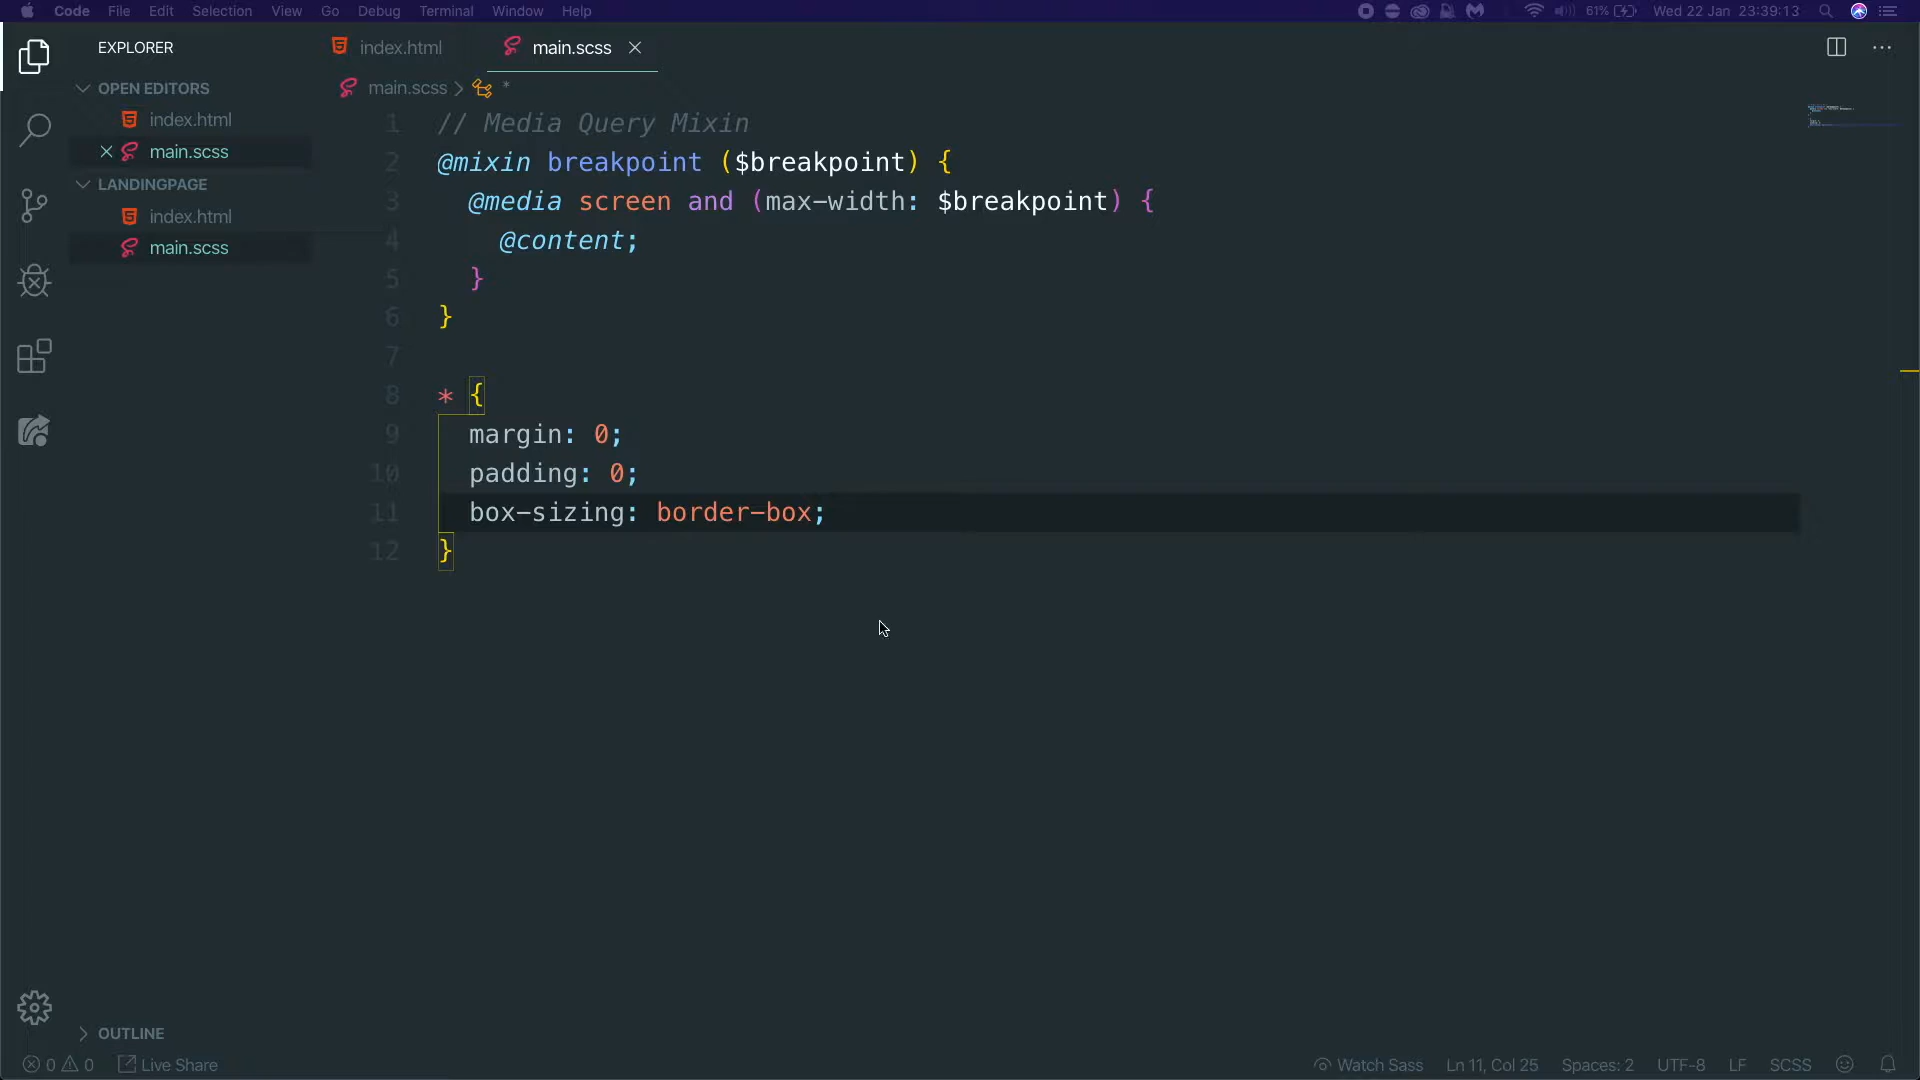 Code File Edit Selection View Go Debug Terminal Window Help 61% Wed 22 Jan 23:39:13
EXPLORER
OPEN EDITORS
index.html
main.scss
LANDINGPAGE
index.html
main.scss
index.html main.scss
main.scss *
1 // Media Query Mixin
2 @mixin breakpoint ($breakpoint) {
3 @media screen and (max-width: $breakpoint) {
4 @content;
5 }
6 }
7
8 * {
9 margin: 0;
10 padding: 0;
11 box-sizing: border-box;
12 }
OUTLINE
0 0 Live Share Watch Sass Ln 11, Col 25 Spaces: 2 UTF-8 LF SCSS